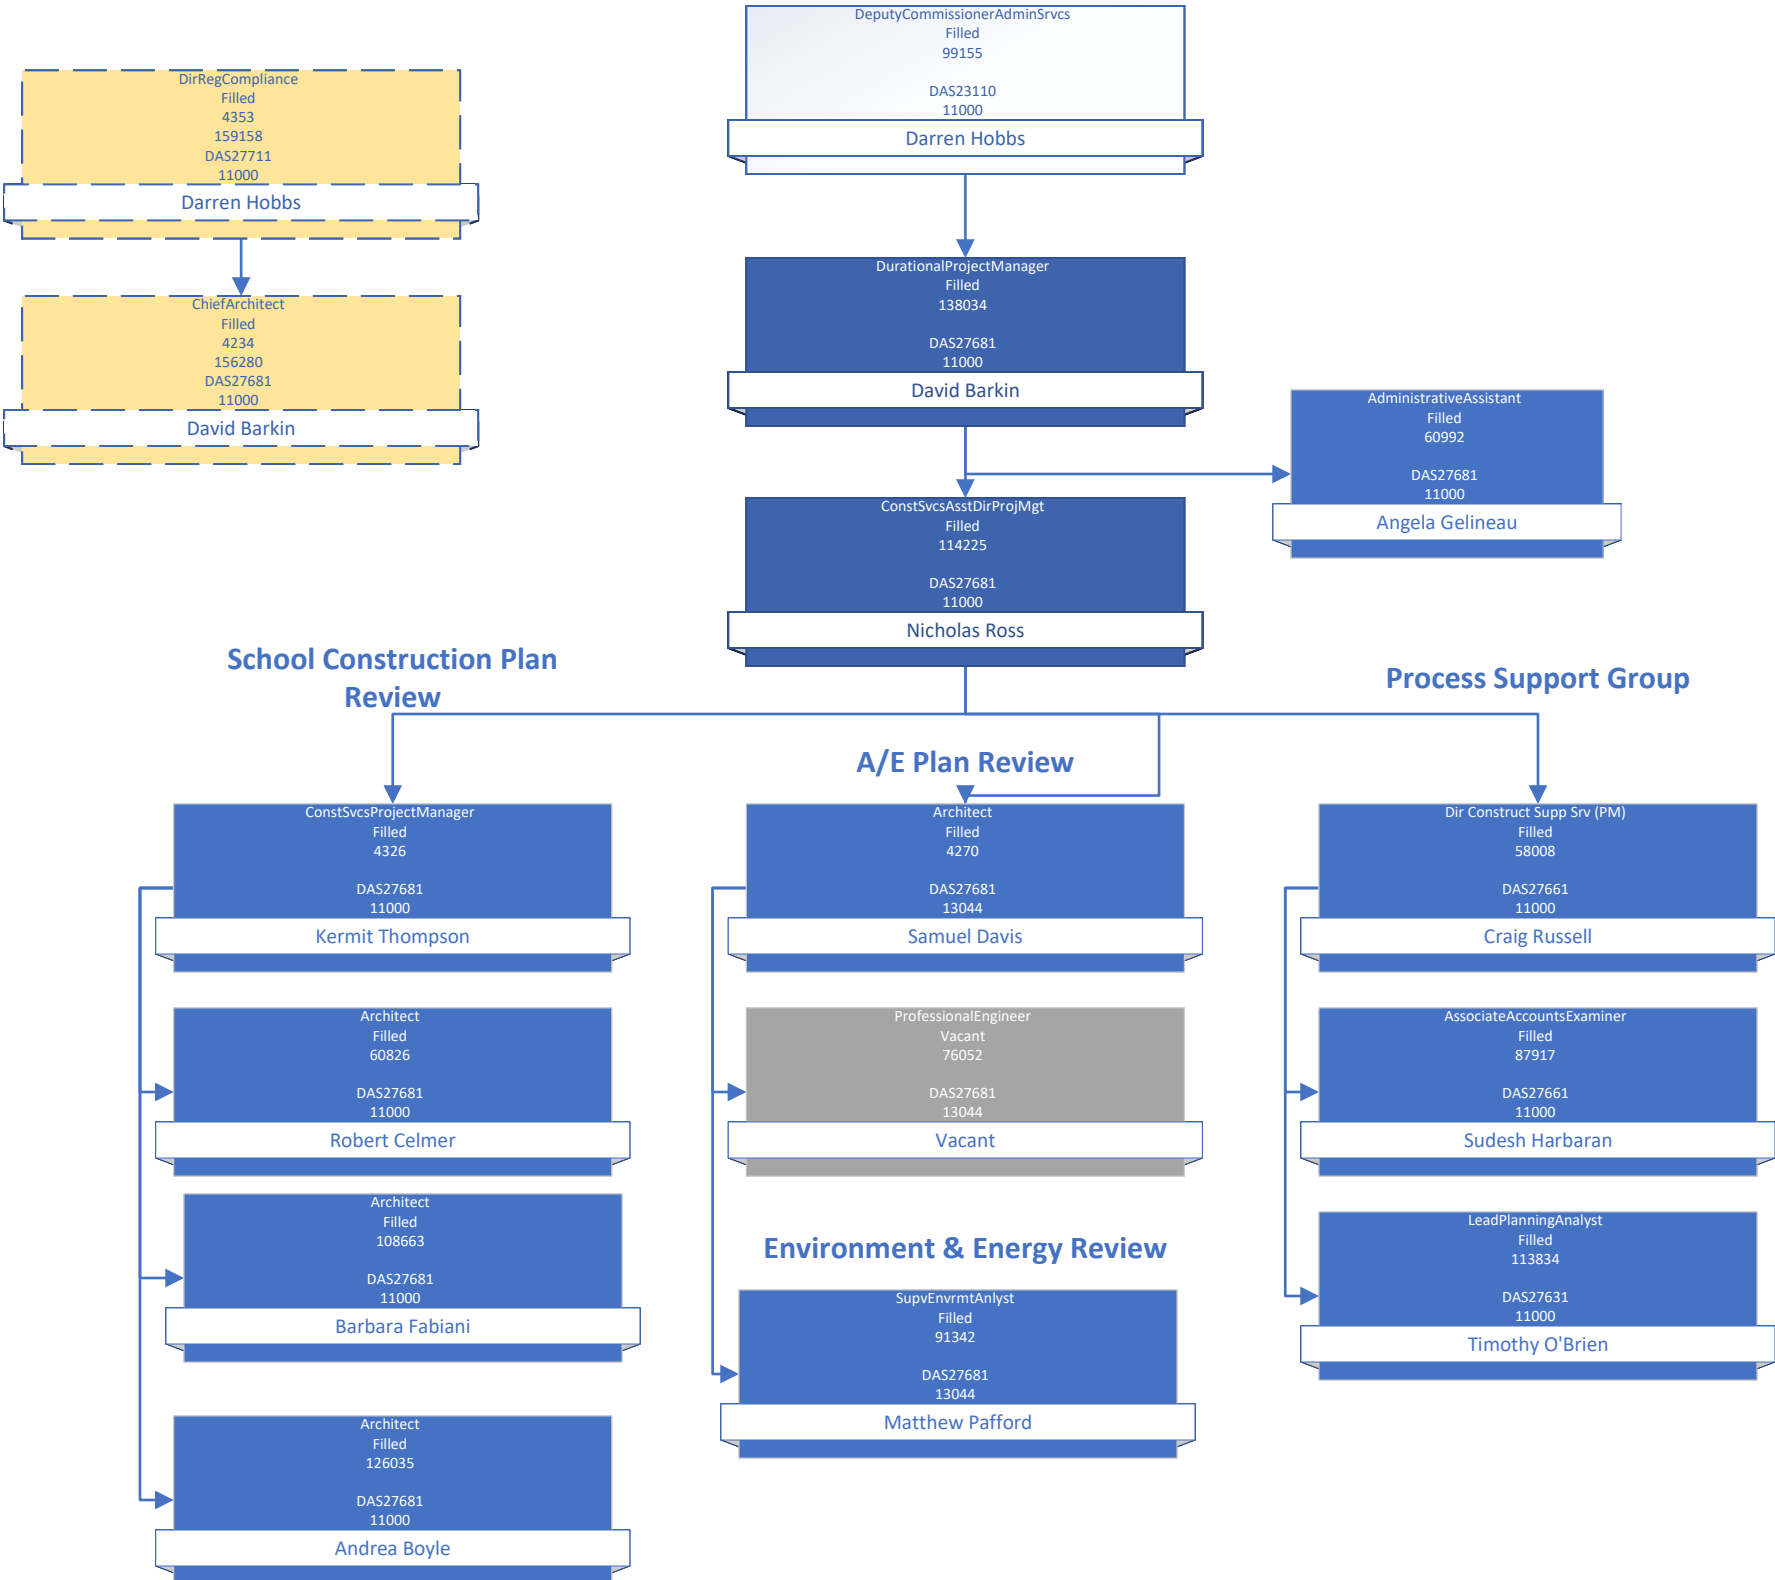 DeputyCommissionerAdminSrvcs
Filled
99155
DAS23110
11000
Darren Hobbs
DirRegCompliance
Filled
4353
159158
DAS27711
11000
Darren Hobbs
ChiefArchitect
Filled
4234
156280
DAS27681
11000
David Barkin
DurationalProjectManager
Filled
138034
DAS27681
11000
David Barkin
AdministrativeAssistant
Filled
60992
DAS27681
11000
Angela Gelineau
ConstSvcsAsstDirProjMgt
Filled
114225
DAS27681
11000
Nicholas Ross
School Construction Plan
Review
ConstSvcsProjectManager
Filled
4326
DAS27681
11000
Kermit Thompson
Architect
Filled
60826
DAS27681
11000
Robert Celmer
Architect
Filled
108663
DAS27681
11000
Barbara Fabiani
Architect
Filled
126035
DAS27681
11000
Andrea Boyle
A/E Plan Review
Architect
Filled
4270
DAS27681
13044
Samuel Davis
ProfessionalEngineer
Vacant
76052
DAS27681
13044
Vacant
Environment & Energy Review
SupvEnvrmtAnlyst
Filled
91342
DAS27681
13044
Matthew Pafford
Process Support Group
Dir Construct Supp Srv (PM)
Filled
58008
DAS27661
11000
Craig Russell
AssociateAccountsExaminer
Filled
87917
DAS27661
11000
Sudesh Harbaran
LeadPlanningAnalyst
Filled
113834
DAS27631
11000
Timothy O'Brien